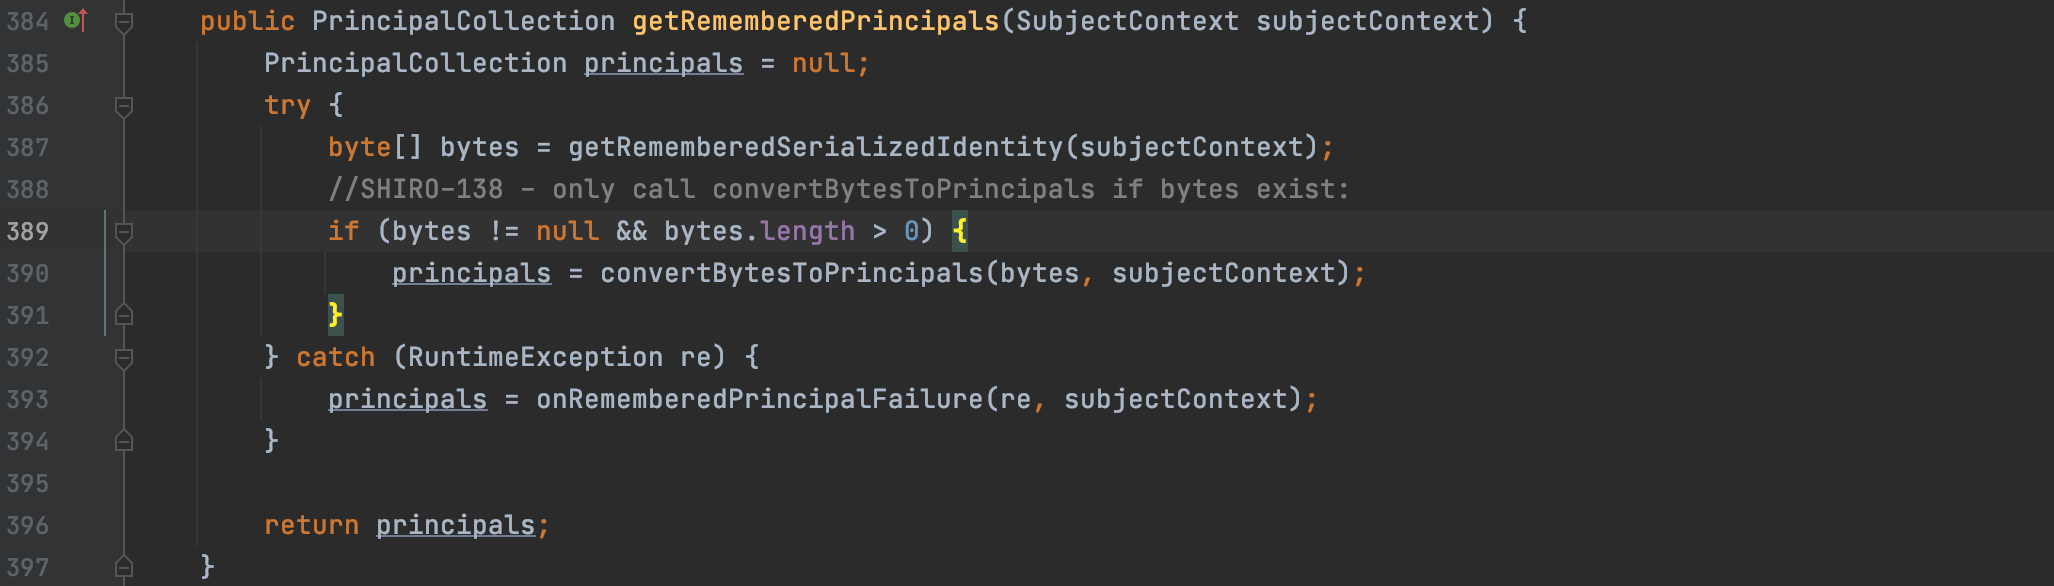 384 public PrincipalCollection getRememberedPrincipals(SubjectContext subjectContext) {
385 PrincipalCollection principals = null;
386 try {
387 byte[] bytes = getRememberedSerializedIdentity(subjectContext);
388 //SHIRO-138 - only call convertBytesToPrincipals if bytes exist:
389 if (bytes != null && bytes.length > 0) {
390 principals = convertBytesToPrincipals(bytes, subjectContext);
391 }
392 } catch (RuntimeException re) {
393 principals = onRememberedPrincipalFailure(re, subjectContext);
394 }
395
396 return principals;
397 }